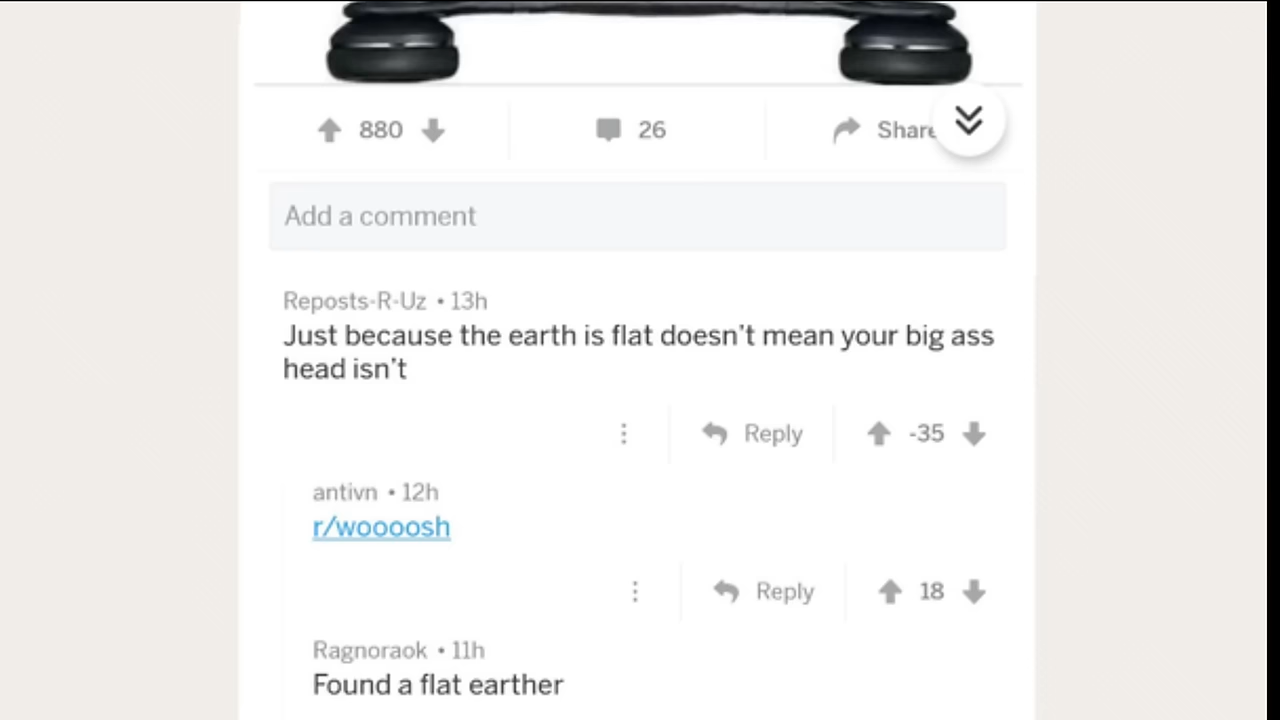 880
26
Share
Add a comment
Reposts-R-Uz • 13h
Just because the earth is flat doesn't mean your big ass
head isn't
Reply
-35
antivn • 12h
r/woooosh
Reply
18
Ragnoraok • 11h
Found a flat earther